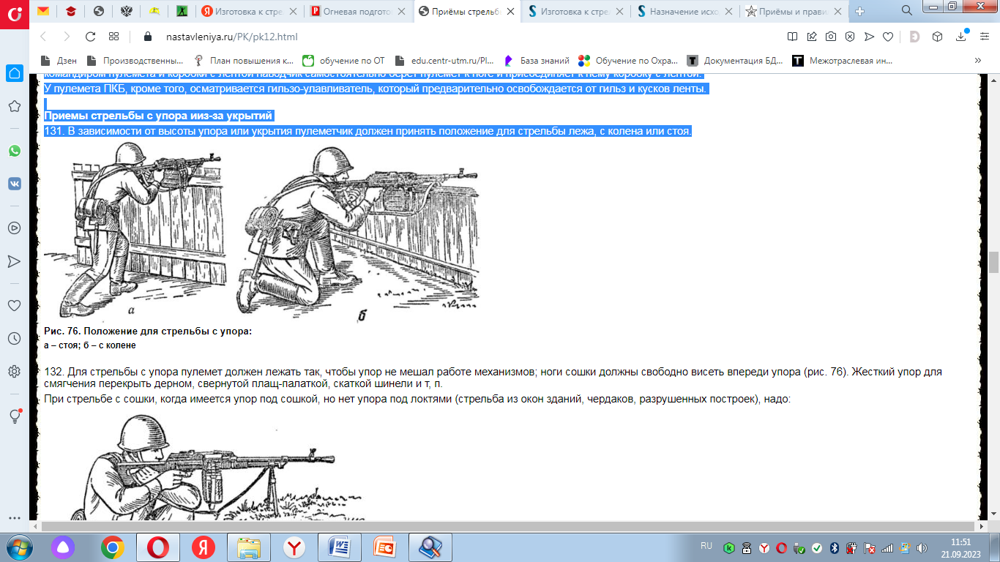 Изготовка к стре
Огневая подгото
Приёмы стрельб
Изготовка к стре
Назначение исхо
Приёмы и прави
nastavleniya.ru/PK/pk12.html
Дзен
Производственны...
План повышения к...
обучение по ОТ
edu.centr-utm.ru/Pl...
База знаний
Обучение по Охра...
Документация БД...
Межотраслевая ин...
командиром пулемета и коробки с лентой наводчик самостоятельно берет пулемет к ноге и присоединяет к нему коробку с лентой.
У пулемета ПКБ, кроме того, осматривается гильзо-улавливатель, который предварительно освобождается от гильз и кусков ленты.
Приемы стрельбы с упора ииз-за укрытий
131. В зависимости от высоты упора или укрытия пулеметчик должен принять положение для стрельбы лежа, с колена или стоя.
а
б
Рис. 76. Положение для стрельбы с упора:
а – стоя; б – с колене
132. Для стрельбы с упора пулемет должен лежать так, чтобы упор не мешал работе механизмов; ноги сошки должны свободно висеть впереди упора (рис. 76). Жесткий упор для
смягчения перекрыть дерном, свернутой плащ-палаткой, скаткой шинели и т, п.
При стрельбе с сошки, когда имеется упор под сошкой, но нет упора под локтями (стрельба из окон зданий, чердаков, разрушенных построек), надо:
RU
11:51
21.09.2023